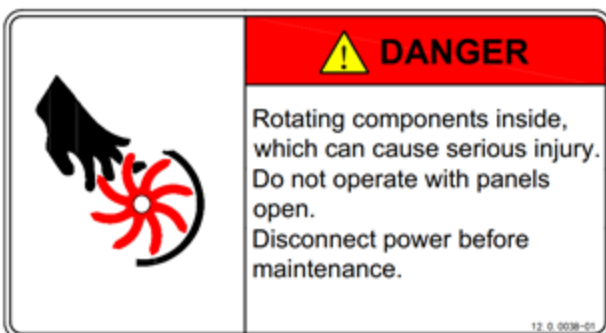 DANGER
Rotating components inside,
which can cause serious injury.
Do not operate with panels
open.
Disconnect power before
maintenance.
12.0.0038-01